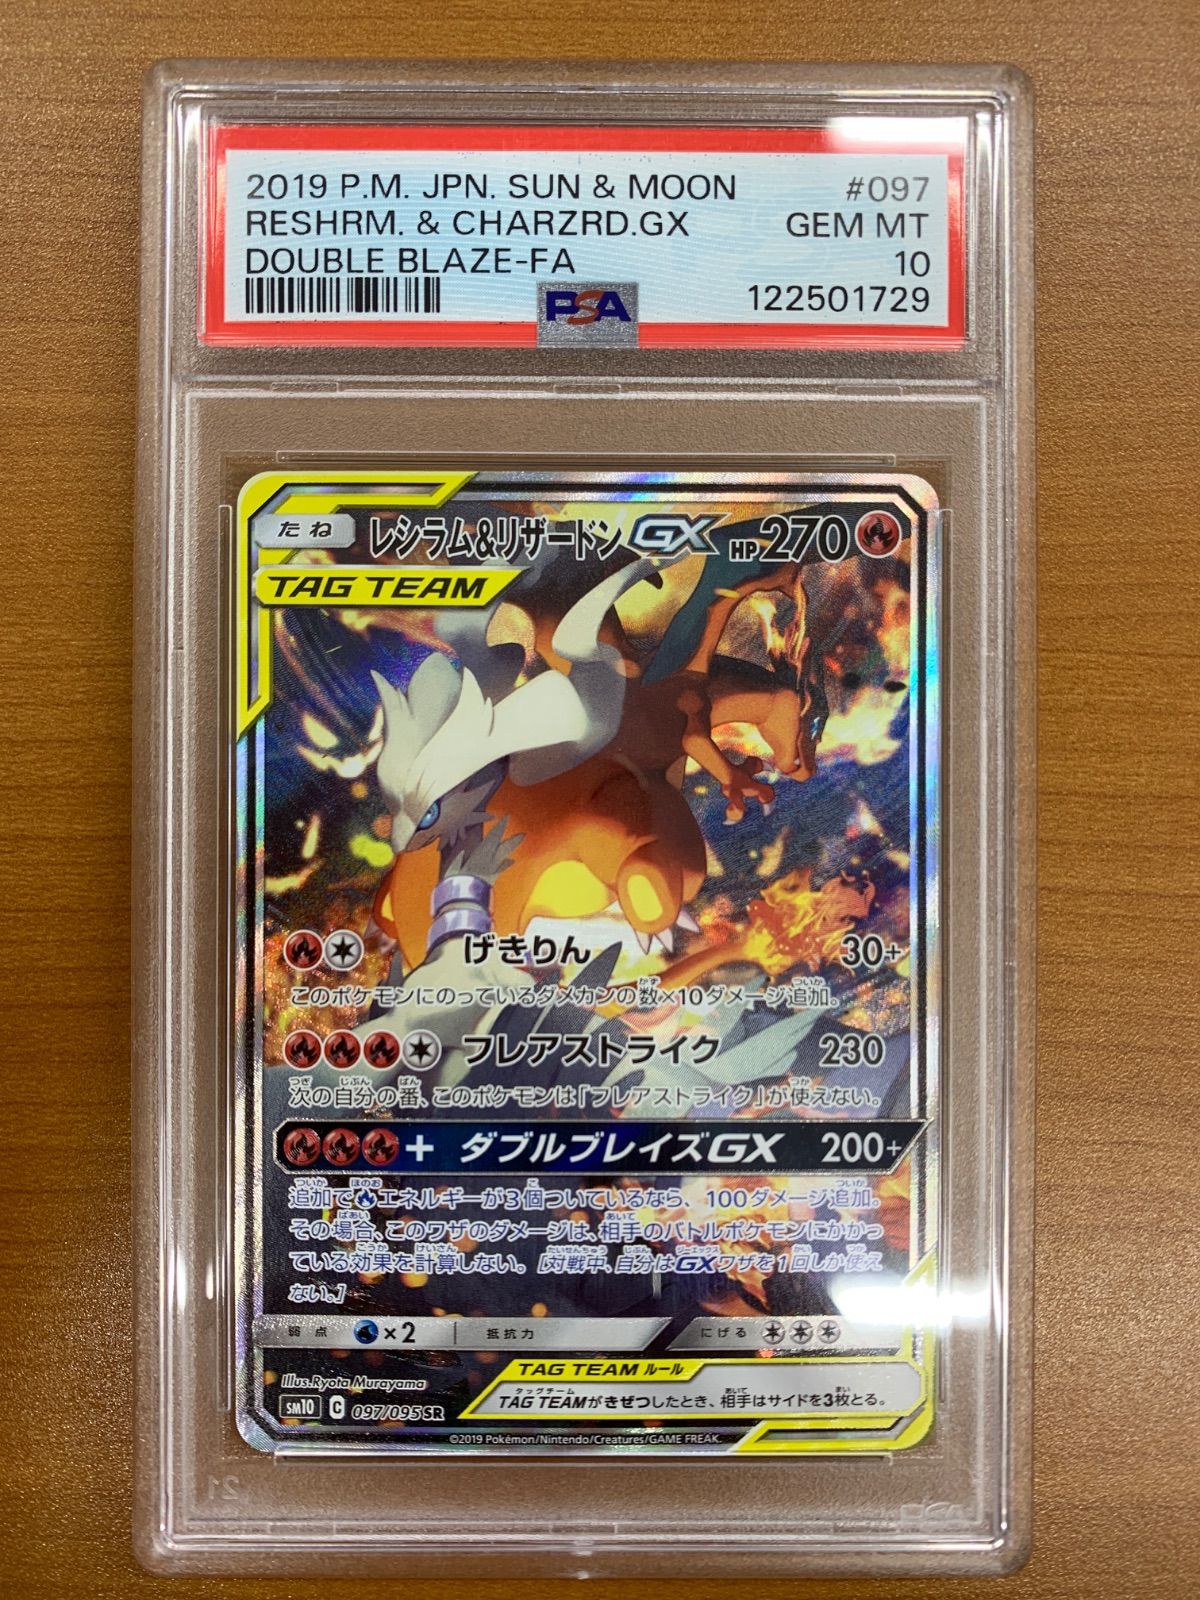 2019 P.M. JPN. SUN & MOON #097
RESHRM. & CHARZRD.GX GEM MT
DOUBLE BLAZE-FA 10
PSA 122501729
たね レシラム&リザードンGX HP270
TAG TEAM
げきりん 30+
このポケモンにのっているダメカンの数×10ダメージ追加。
フレアストライク 230
次の自分の番、このポケモンは「フレアストライク」が使えない。
+ ダブルブレイズGX 200+
追加で エネルギーが3個ついているなら、100ダメージ追加。
その場合、このワザのダメージは、相手のバトルポケモンにかかっ
ている効果を計算しない。[対戦中、自分はGXワザを1回しか使え
ない。]
弱点 ×2 抵抗力 にげる
TAG TEAM ルール
Illus.Ryota Murayama
TAG TEAMがきぜつしたとき、相手はサイドを3枚とる。
SM10 C 097/095 SR
©2019 Pokémon/Nintendo/Creatures/GAME FREAK.
21 PSA